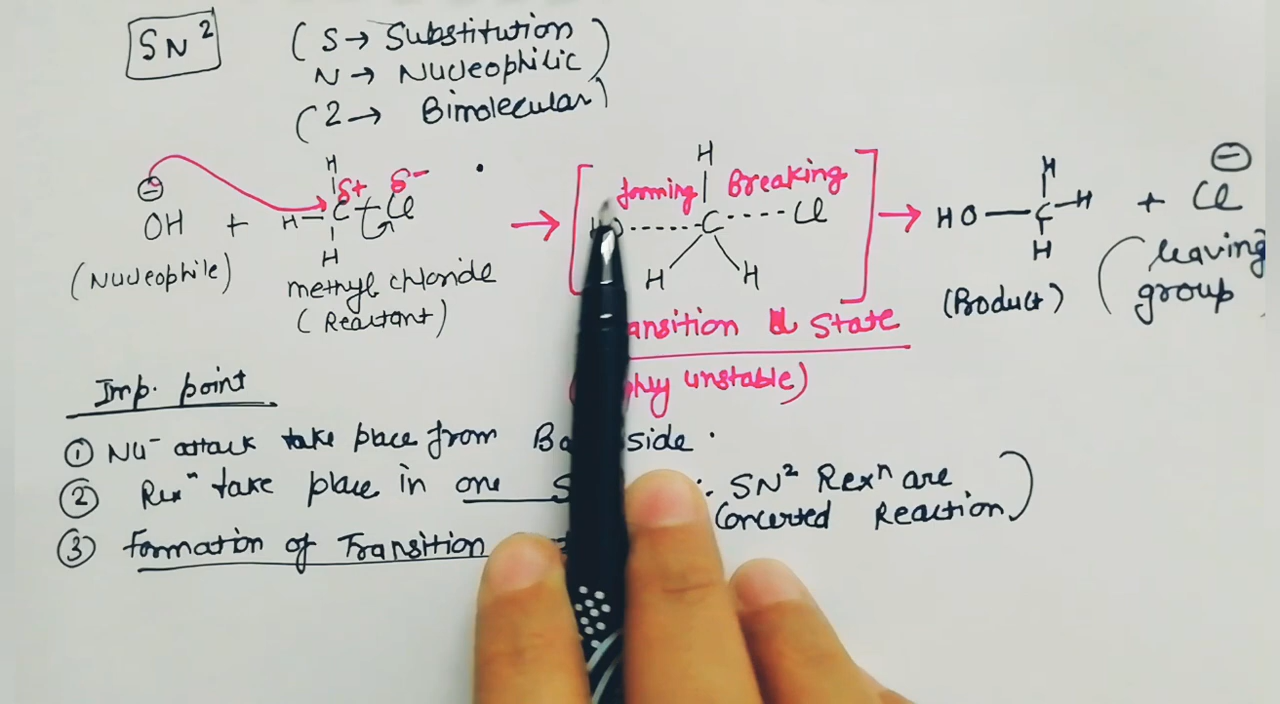 SN²
(S→ Substitution)
N→ Nucleophilic
(2→ Bimolecular)
H
δ+ δ-
⊖
OH + H-C-Cl
H
(Nucleophile)
methyl chloride
(Reactant)
→ [
H
forming Breaking
C Cl
H H
]
State
unstable)
→ HO-C-H + Cl⊖
H
H
(Product)
(leaving
group
Imp. point
① Nu⁻ attack take place from side.
② Rexⁿ take place in one SN² Rexⁿ are
Concerted Reaction)
③ Formation of Transition